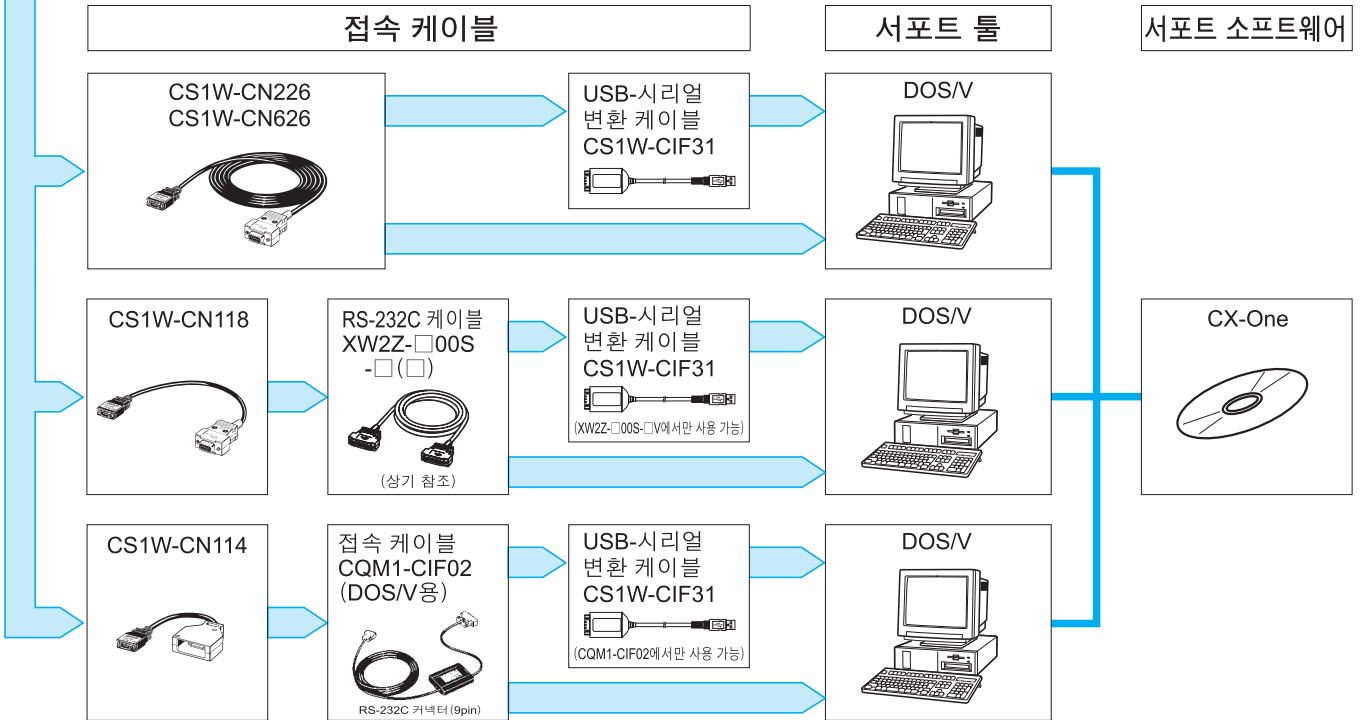 접속 케이블
서포트 툴
서포트 소프트웨어
CS1W-CN226
CS1W-CN626
USB-시리얼
변환 케이블
CS1W-CIF31
DOS/V
CS1W-CN118
RS-232C 케이블
XW2Z-□00S
-□(□)
(상기 참조)
USB-시리얼
변환 케이블
CS1W-CIF31
(XW2Z-□00S-□V에서만 사용 가능)
DOS/V
CX-One
CS1W-CN114
접속 케이블
CQM1-CIF02
(DOS/V용)
RS-232C 커넥터(9pin)
USB-시리얼
변환 케이블
CS1W-CIF31
(CQM1-CIF02에서만 사용 가능)
DOS/V